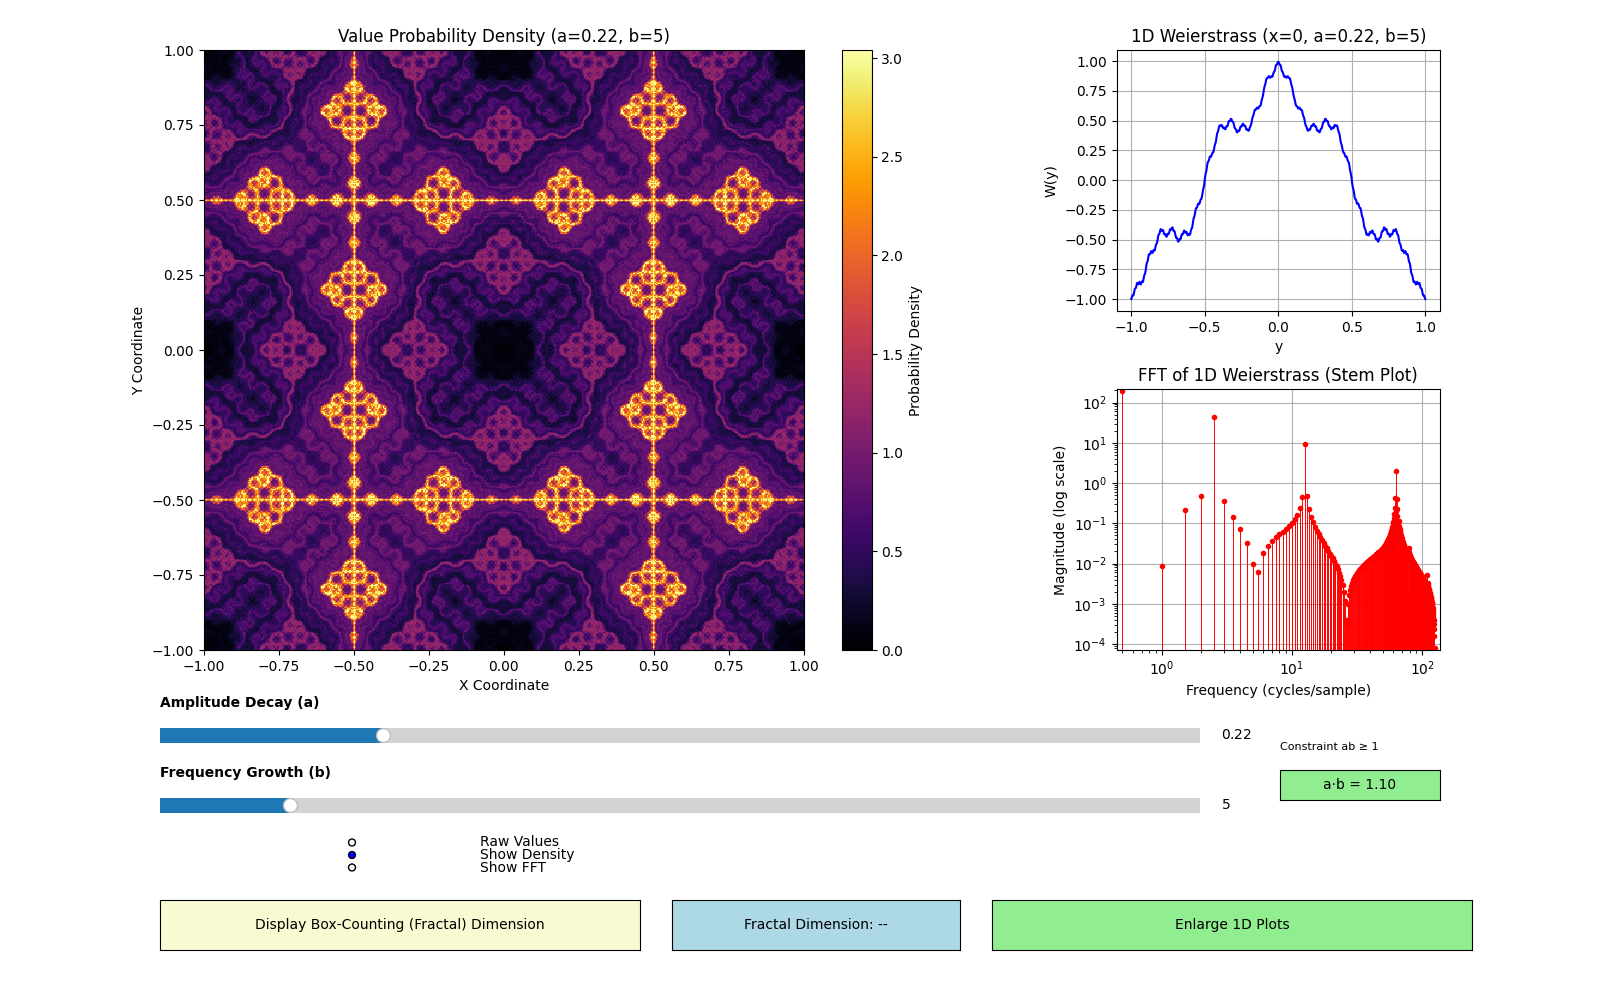 Value Probability Density (a=0.22, b=5)
1.00
0.75
0.50
0.25
0.00
−0.25
−0.50
−0.75
−1.00
Y Coordinate
−1.00 −0.75 −0.50 −0.25 0.00 0.25 0.50 0.75 1.00
X Coordinate
3.0
2.5
2.0
1.5
1.0
0.5
0.0
Probability Density
1D Weierstrass (x=0, a=0.22, b=5)
1.00
0.75
0.50
0.25
0.00
−0.25
−0.50
−0.75
−1.00
W(y)
−1.0 −0.5 0.0 0.5 1.0
y
FFT of 1D Weierstrass (Stem Plot)
10²
10¹
10⁰
10⁻¹
10⁻²
10⁻³
10⁻⁴
Magnitude (log scale)
10⁰ 10¹ 10²
Frequency (cycles/sample)
Amplitude Decay (a)
0.22
Constraint ab ≥ 1
Frequency Growth (b)
5
a·b = 1.10
Raw Values
Show Density
Show FFT
Display Box-Counting (Fractal) Dimension
Fractal Dimension: --
Enlarge 1D Plots